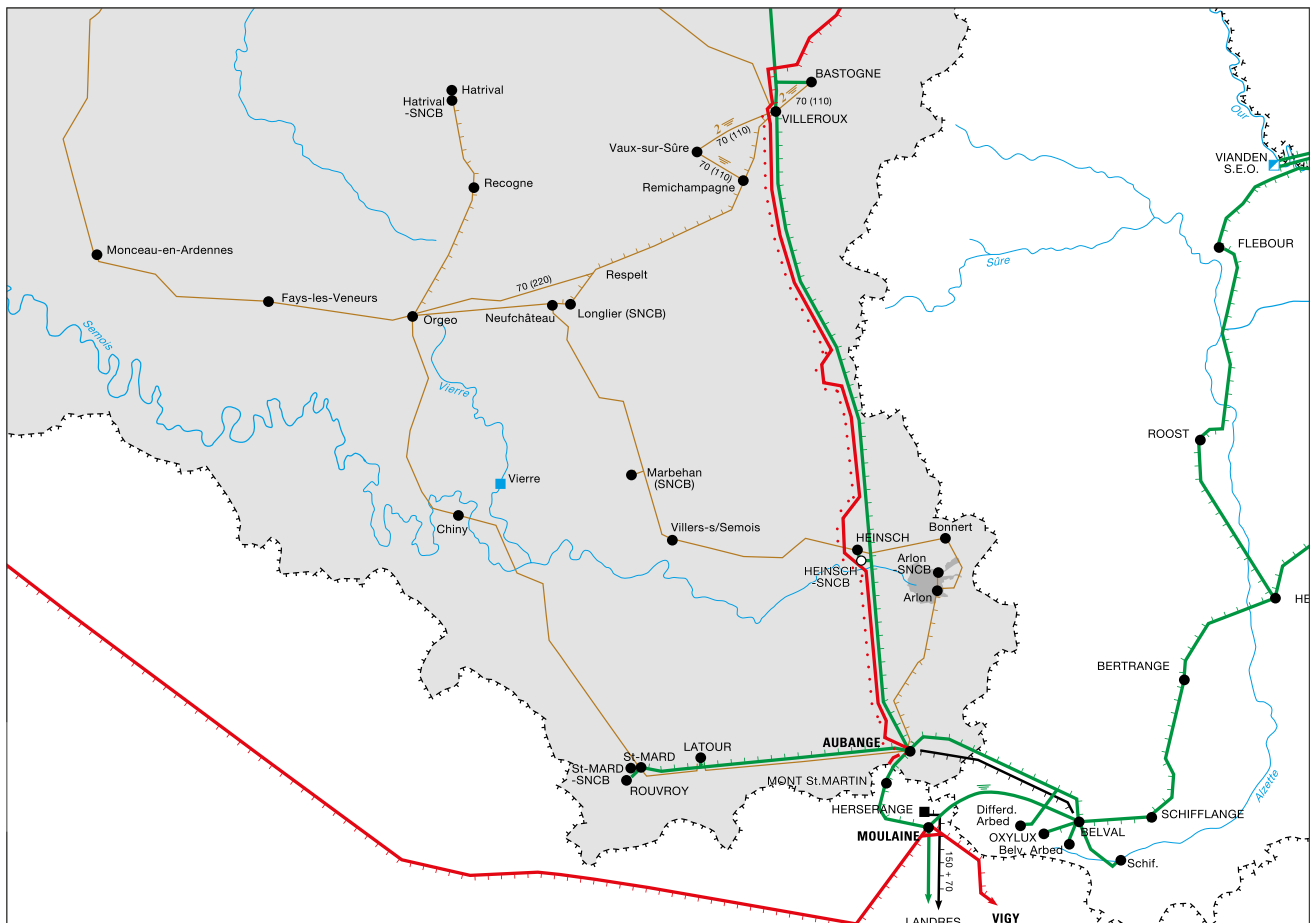 BASTOGNE
2
70 (110)
VILLEROUX
Hatrival
Hatrival
-SNCB
2
70 (110)
Vaux-sur-Sûre
70 (110)
Remichampagne
Recogne
Our
VIANDEN
S.E.O.
FLEBOUR
Sûre
Monceau-en-Ardennes
Fays-les-Veneurs
Respelt
70 (220)
Orgeo
Neufchâteau
Longlier (SNCB)
Semois
Vierre
ROOST
Vierre
Marbehan
(SNCB)
Chiny
Villers-s/Semois
HEINSCH
Bonnert
HEINSCH
-SNCB
Arlon
-SNCB
Arlon
HE
BERTRANGE
AUBANGE
LATOUR
St-MARD
St-MARD
-SNCB
ROUVROY
MONT St.MARTIN
HERSERANGE
MOULAINE
Differd.
Arbed
OXYLUX
Belv. Arbed
BELVAL
SCHIFFLANGE
Schif.
Alzette
150 + 70
LANDRES
VIGY